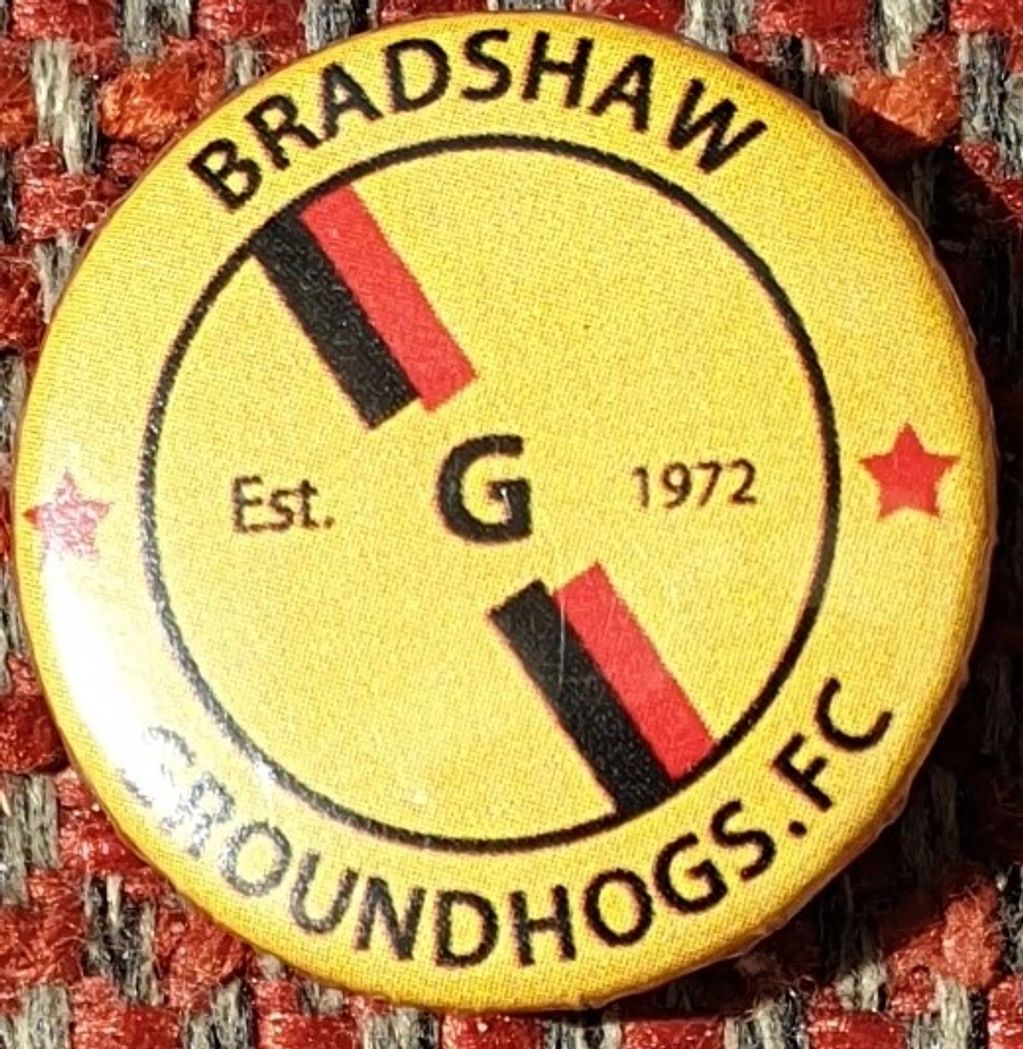 BRADSHAW
Est. G 1972
GROUNDHOGS.FC